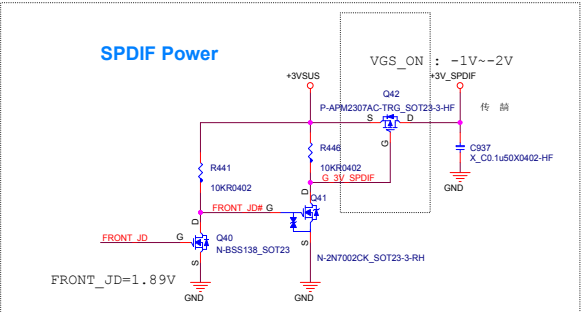 SPDIF Power
VGS_ON : -1V~-2V
+3VSUS
+3V_SPDIF
Q42
P-APM2307AC-TRG_SOT23-3-HF
S
D
G
R441
10KR0402
R446
10KR0402
G_3V_SPDIF
C937
X_C0.1u50X0402-HF
GND
D
Q41
FRONT_JD#
G
D
S
FRONT_JD
G
Q40
N-BSS138_SOT23
S
N-2N7002CK_SOT23-3-RH
FRONT_JD=1.89V
GND
GND